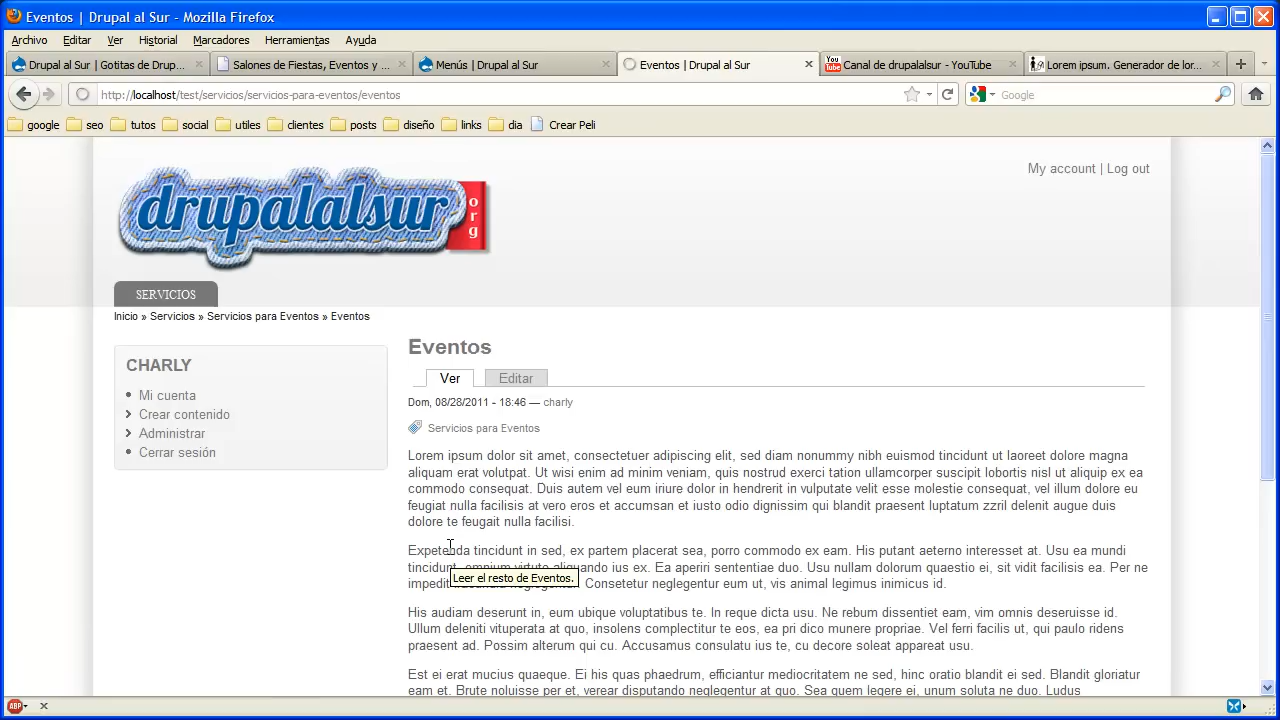 Eventos | Drupal al Sur - Mozilla Firefox
Archivo Editar Ver Historial Marcadores Herramientas Ayuda
Drupal al Sur | Gotitas de Drup... Salones de Fiestas, Eventos y ... Menús | Drupal al Sur Eventos | Drupal al Sur Canal de drupalalsur - YouTube Lorem ipsum. Generador de lor...
http://localhost/test/servicios/servicios-para-eventos/eventos Google
google seo tutos social utiles clientes posts diseño links dia Crear Peli
My account | Log out
drupalalsur org
SERVICIOS
Inicio » Servicios » Servicios para Eventos » Eventos
Eventos
CHARLY
Mi cuenta
Crear contenido
Administrar
Cerrar sesión
Ver Editar
Dom, 08/28/2011 - 18:46 — charly
Servicios para Eventos
Lorem ipsum dolor sit amet, consectetuer adipiscing elit, sed diam nonummy nibh euismod tincidunt ut laoreet dolore magna
aliquam erat volutpat. Ut wisi enim ad minim veniam, quis nostrud exerci tation ullamcorper suscipit lobortis nisl ut aliquip ex ea
commodo consequat. Duis autem vel eum iriure dolor in hendrerit in vulputate velit esse molestie consequat, vel illum dolore eu
feugiat nulla facilisis at vero eros et accumsan et iusto odio dignissim qui blandit praesent luptatum zzril delenit augue duis
dolore te feugait nulla facilisi.
Expetenda tincidunt in sed, ex partem placerat sea, porro commodo ex eam. His putant aeterno interesset at. Usu ea mundi
tincidunt, omnium virtute aliquando ius ex. Ea aperiri sententiae duo. Usu nullam dolorum quaestio ei, sit vidit facilisis ea. Per ne
impedit Consetetur neglegentur eum ut, vis animal legimus inimicus id.
Leer el resto de Eventos.
His audiam deserunt in, eum ubique voluptatibus te. In reque dicta usu. Ne rebum dissentiet eam, vim omnis deseruisse id.
Ullum deleniti vituperata at quo, insolens complectitur te eos, ea pri dico munere propriae. Vel ferri facilis ut, qui paulo ridens
praesent ad. Possim alterum qui cu. Accusamus consulatu ius te, cu decore soleat appareat usu.
Est ei erat mucius quaeque. Ei his quas phaedrum, efficiantur mediocritatem ne sed, hinc oratio blandit ei sed. Blandit gloriatur
eam et. Brute noluisse per et, verear disputando neglegentur at quo. Sea quem legere ei, unum soluta ne duo. Ludus
ABP